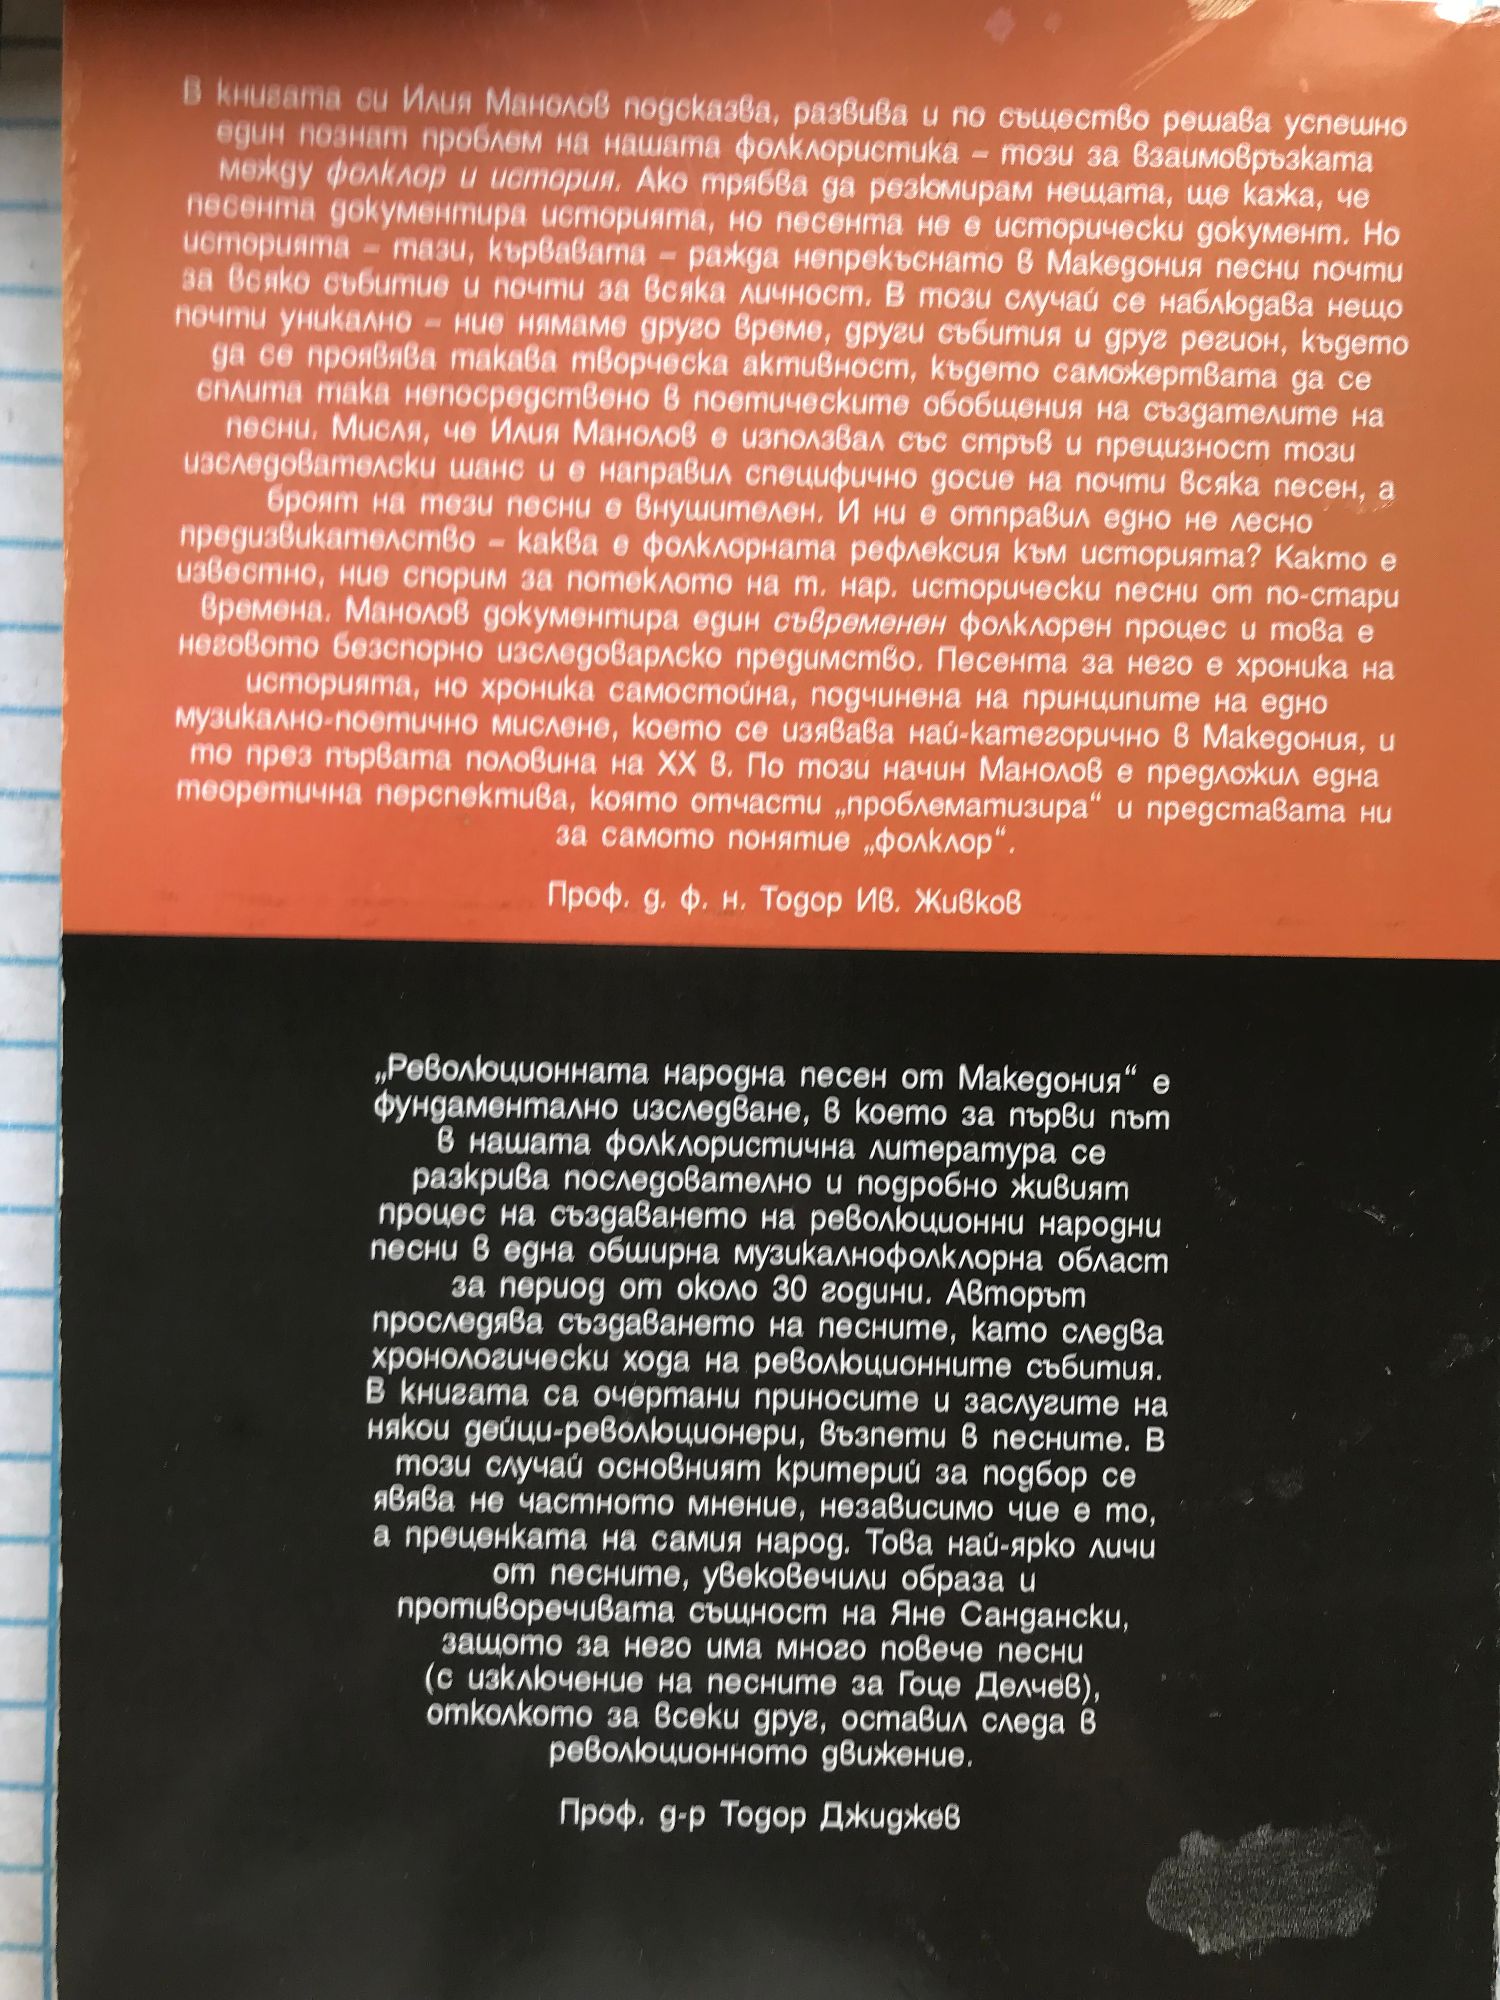 В книгата си Илия Манолов подсказва, развива и по същество решава успешно
един познат проблем на нашата фолклористика – този за взаимовръзката
между фолклор и история. Ако трябва да резюмирам нещата, ще кажа, че
песента документира историята, но песента не е исторически документ. Но
историята – тази, кървавата – ражда непрекъснато в Македония песни почти
за всяко събитие и почти за всяка личност. В този случай се наблюдава нещо
почти уникално – ние нямаме друго време, други събития и друг регион, където
да се проявява такава творческа активност, където саможертвата да се
сплита така непосредствено в поетическите обобщения на създателите на
песни. Мисля, че Илия Манолов е използвал със стръв и прецизност този
изследователски шанс и е направил специфично досие на почти всяка песен, а
броят на тези песни е внушителен. И ни е отправил едно не лесно
предизвикателство – каква е фолклорната рефлексия към историята? Както е
известно, ние спорим за потеклото на т. нар. исторически песни от по-стари
времена. Манолов документира един съвременен фолклорен процес и това е
неговото безспорно изследоварлско предимство. Песента за него е хроника на
историята, но хроника самостойна, подчинена на принципите на едно
музикално-поетично мислене, което се изявава най-категорично в Македония, и
то през първата половина на XX в. По този начин Манолов е предложил една
теоретична перспектива, която отчасти „проблематизира“ и представата ни
за самото понятие „фолклор“.
Проф. д. ф. н. Тодор Ив. Живков
„Революционната народна песен от Македония“ е
фундаментално изследване, в което за първи път
в нашата фолклористична литература се
разкрива последователно и подробно живият
процес на създаването на революционни народни
песни в една обширна музикалнофолклорна област
за период от около 30 години. Авторът
проследява създаването на песните, като следва
хронологически хода на революционните събития.
В книгата са очертани приносите и заслугите на
някои дейци-революционери, възпети в песните. В
този случай основният критерий за подбор се
явява не частното мнение, независимо чие е то,
а преценката на самия народ. Това най-ярко личи
от песните, увековечили образа и
противоречивата същност на Яне Сандански,
защото за него има много повече песни
(с изключение на песните за Гоце Делчев),
отколкото за всеки друг, оставил следа в
революционното движение.
Проф. д-р Тодор Джиджев